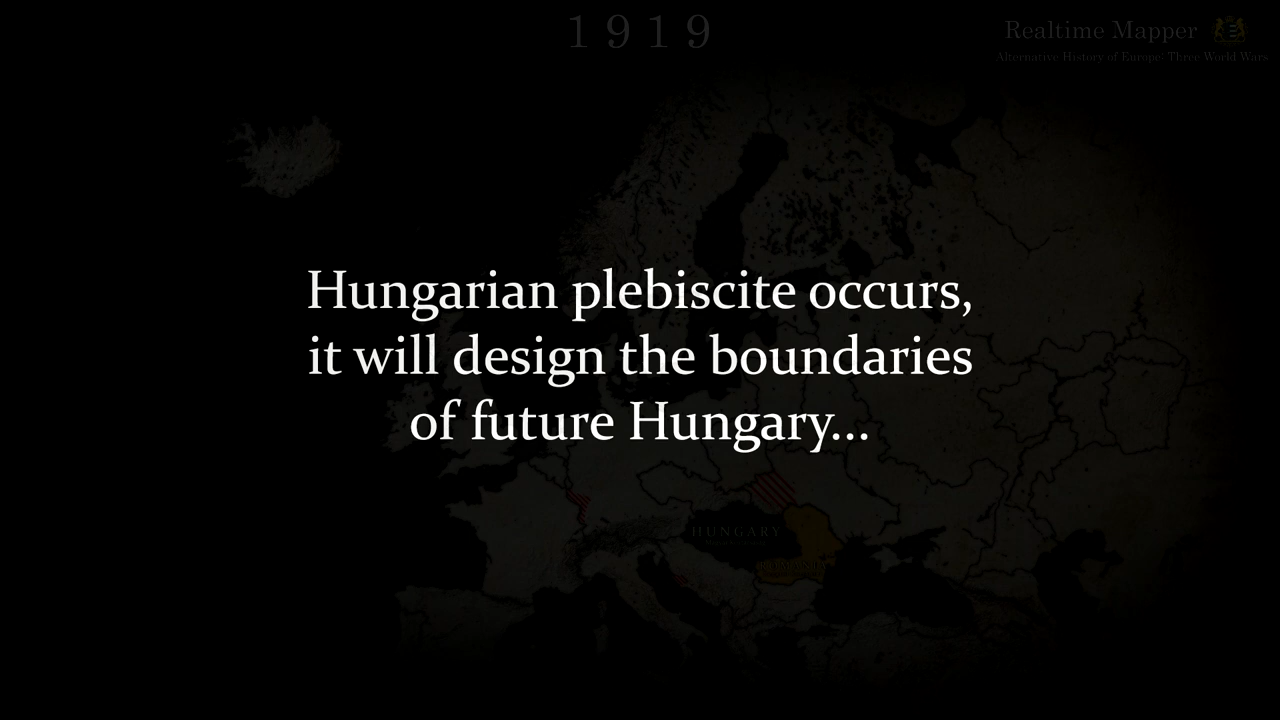 1919
Realtime Mapper
Alternative History of Europe: Three World Wars
Hungarian plebiscite occurs,
it will design the boundaries
of future Hungary...
HUNGARY